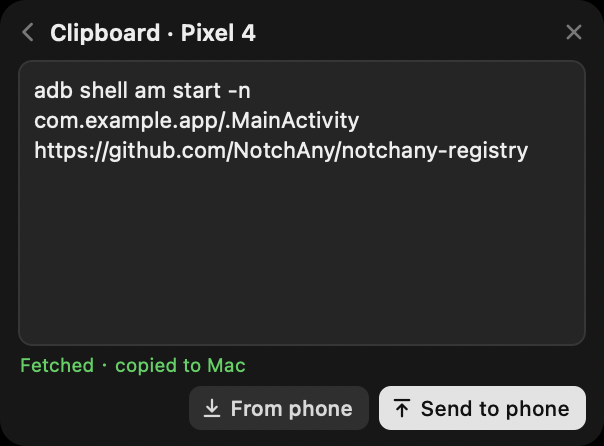 Clipboard · Pixel 4
adb shell am start -n
com.example.app/.MainActivity
https://github.com/NotchAny/notchany-registry
Fetched · copied to Mac
From phone
Send to phone